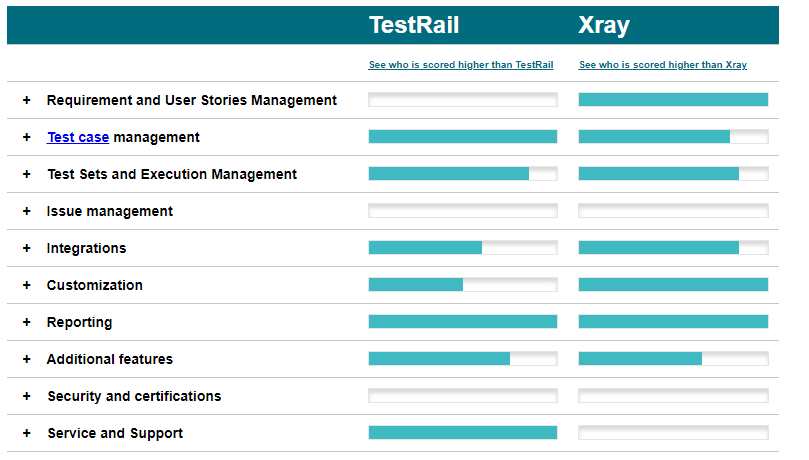 TestRail Xray
See who is scored higher than TestRail See who is scored higher than Xray
+ Requirement and User Stories Management
+ Test case management
+ Test Sets and Execution Management
+ Issue management
+ Integrations
+ Customization
+ Reporting
+ Additional features
+ Security and certifications
+ Service and Support